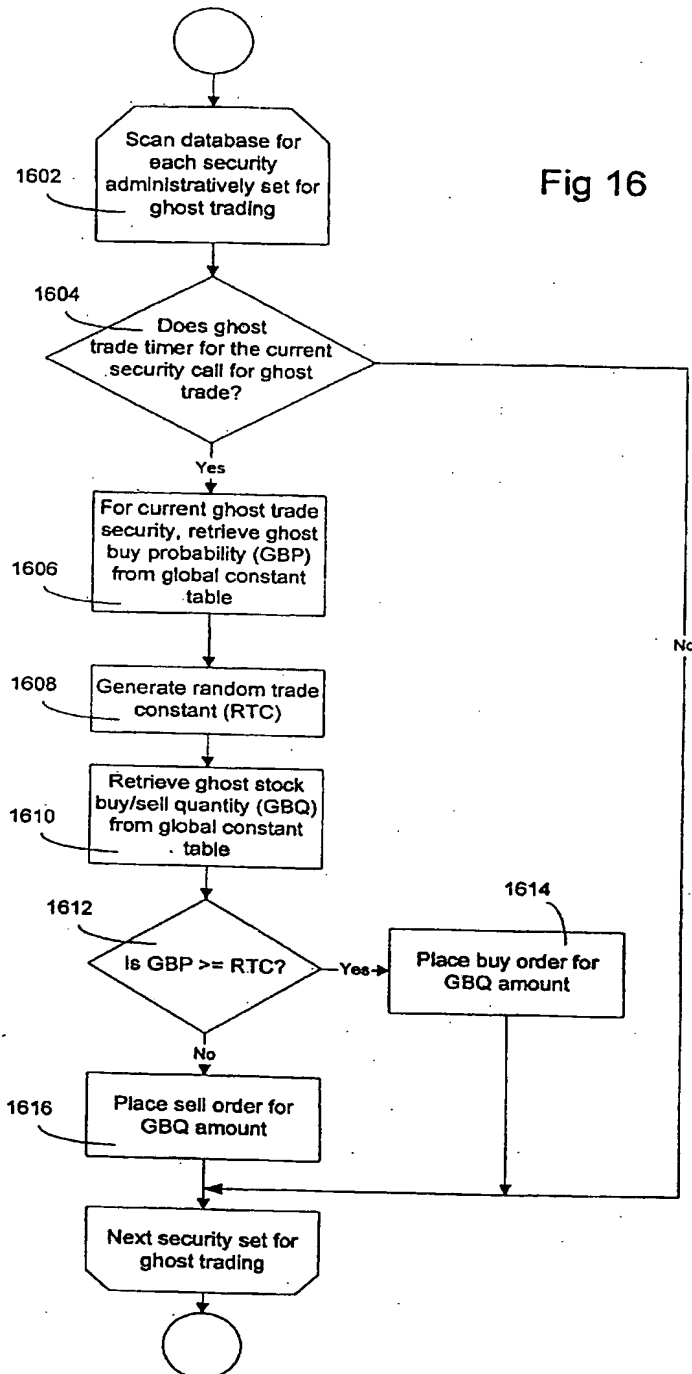 Scan database for
each security
administratively set for
ghost trading
1602
Fig 16
1604
Does ghost
trade timer for the current
security call for ghost
trade?
Yes
No
For current ghost trade
security, retrieve ghost
buy probability (GBP)
from global constant
table
1606
1608
Generate random trade
constant (RTC)
Retrieve ghost stock
buy/sell quantity (GBQ)
from global constant
table
1610
1612
Is GBP >= RTC?
Yes
1614
Place buy order for
GBQ amount
No
Place sell order for
GBQ amount
1616
Next security set for
ghost trading